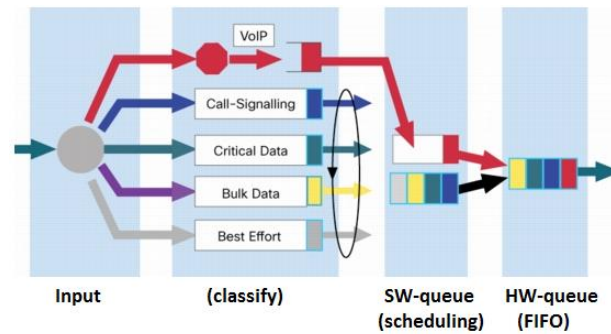 VoIP
Call-Signalling
Critical Data
Bulk Data
Best Effort
Input
(classify)
SW-queue
(scheduling)
HW-queue
(FIFO)